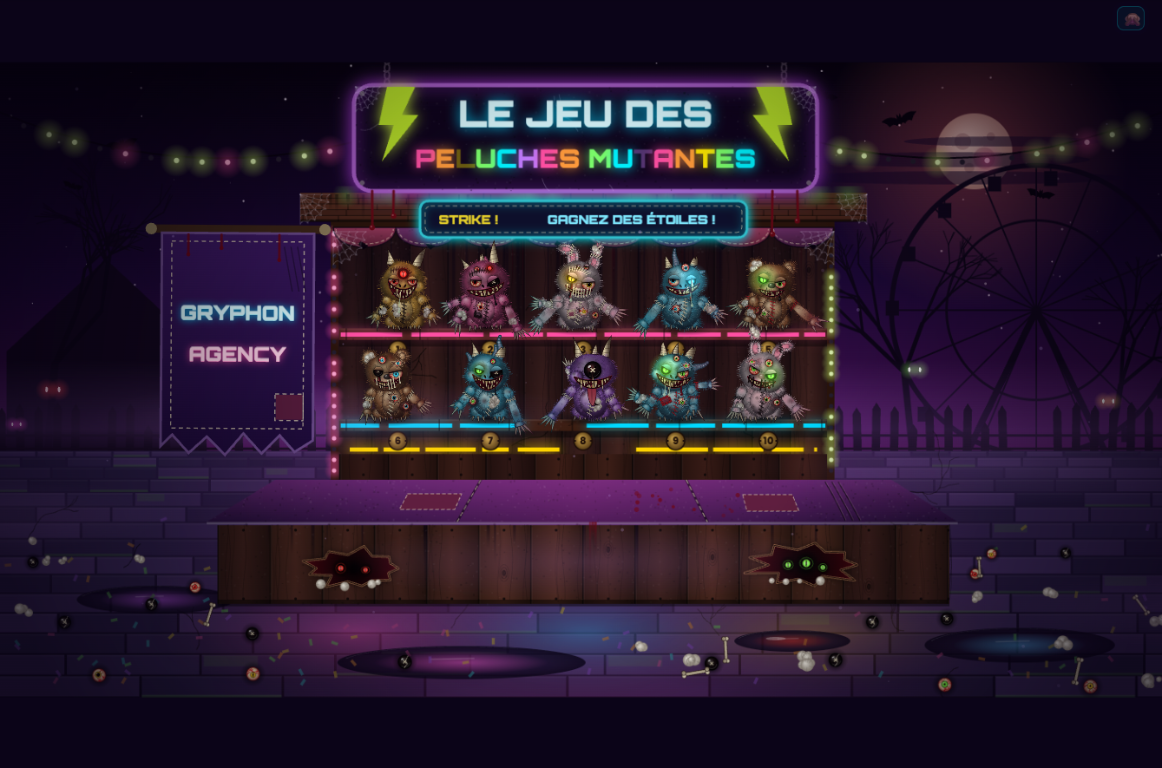 LE JEU DES
PELUCHES MUTANTES
STRIKE ! GAGNEZ DES ÉTOILES !
GRYPHON
AGENCY
6 7 8 9 10